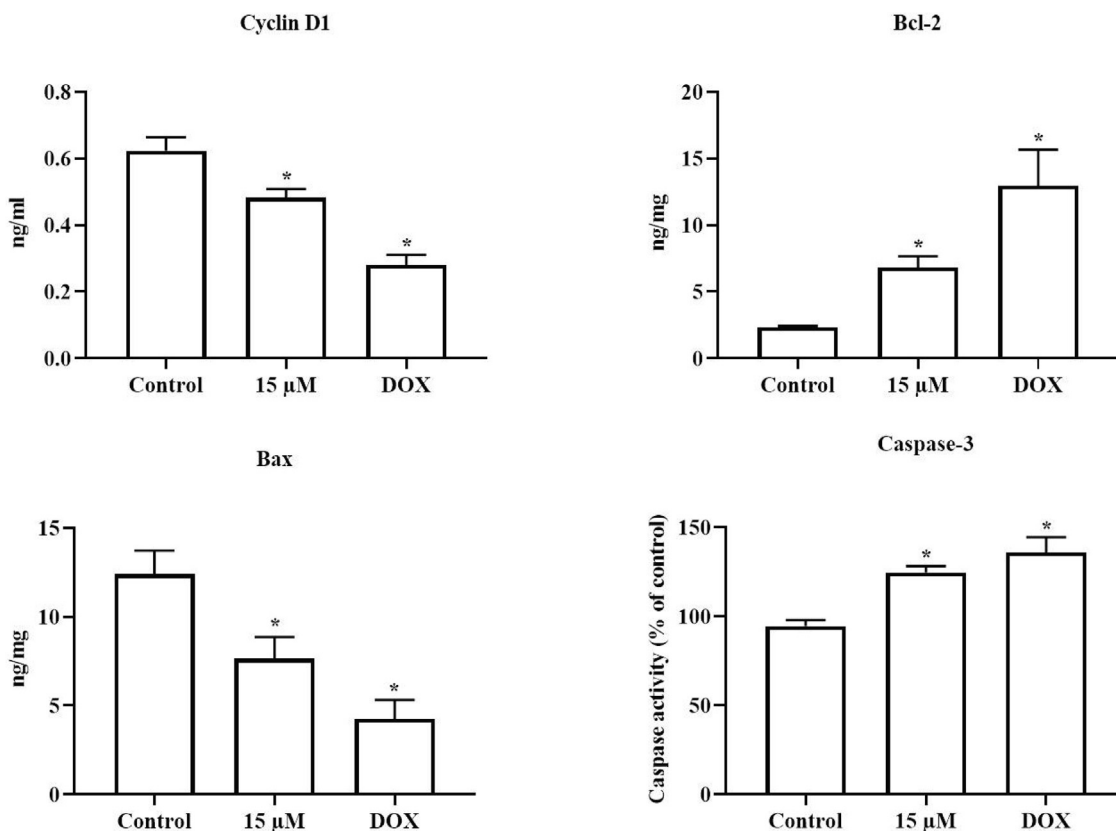 Cyclin D1
ng/ml
0.8
0.6
0.4
0.2
0.0
*
*
Control
15 µM
DOX
Bcl-2
ng/mg
20
15
10
5
0
*
*
Control
15 µM
DOX
Bax
ng/mg
15
10
5
0
*
*
Control
15 µM
DOX
Caspase-3
Caspase activity (% of control)
150
100
50
0
*
*
Control
15 µM
DOX